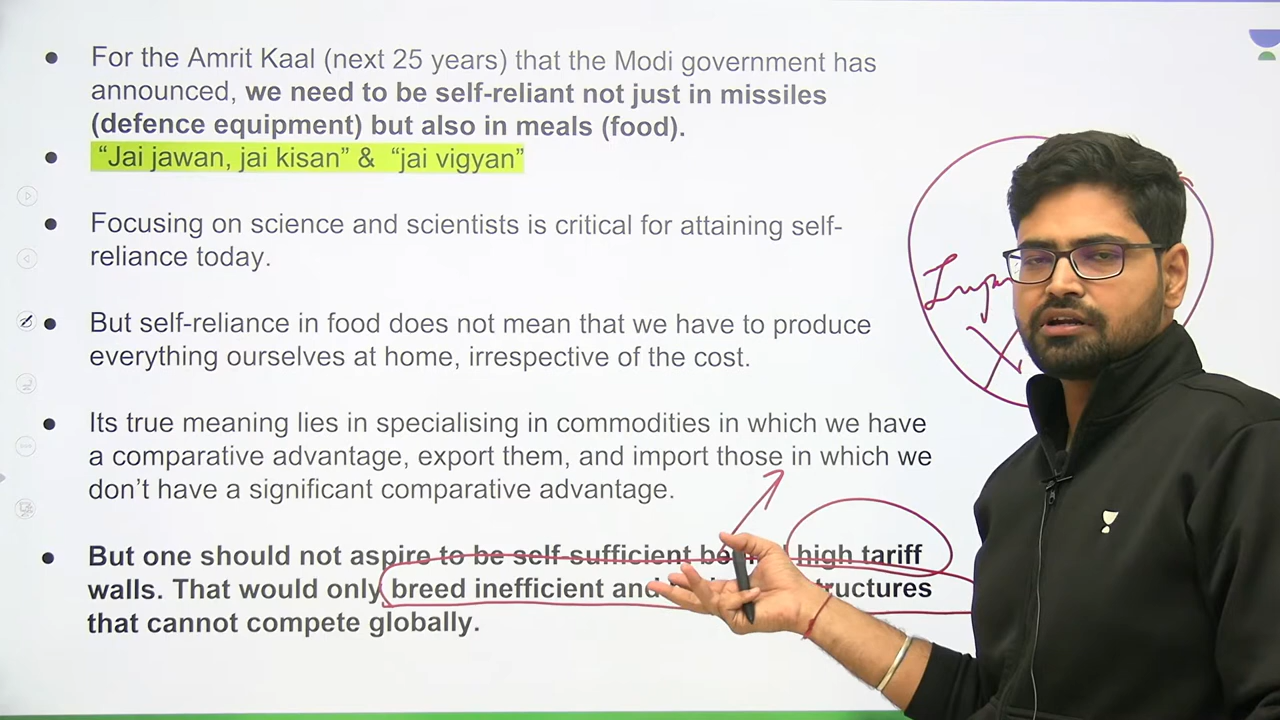 For the Amrit Kaal (next 25 years) that the Modi government has
announced, we need to be self-reliant not just in missiles
(defence equipment) but also in meals (food).
“Jai jawan, jai kisan” & “jai vigyan”
Focusing on science and scientists is critical for attaining self-
reliance today.
But self-reliance in food does not mean that we have to produce
everything ourselves at home, irrespective of the cost.
Its true meaning lies in specialising in commodities in which we have
a comparative advantage, export them, and import those in which we
don’t have a significant comparative advantage.
But one should not aspire to be self-sufficient high tariff
walls. That would only breed inefficient and
that cannot compete globally.